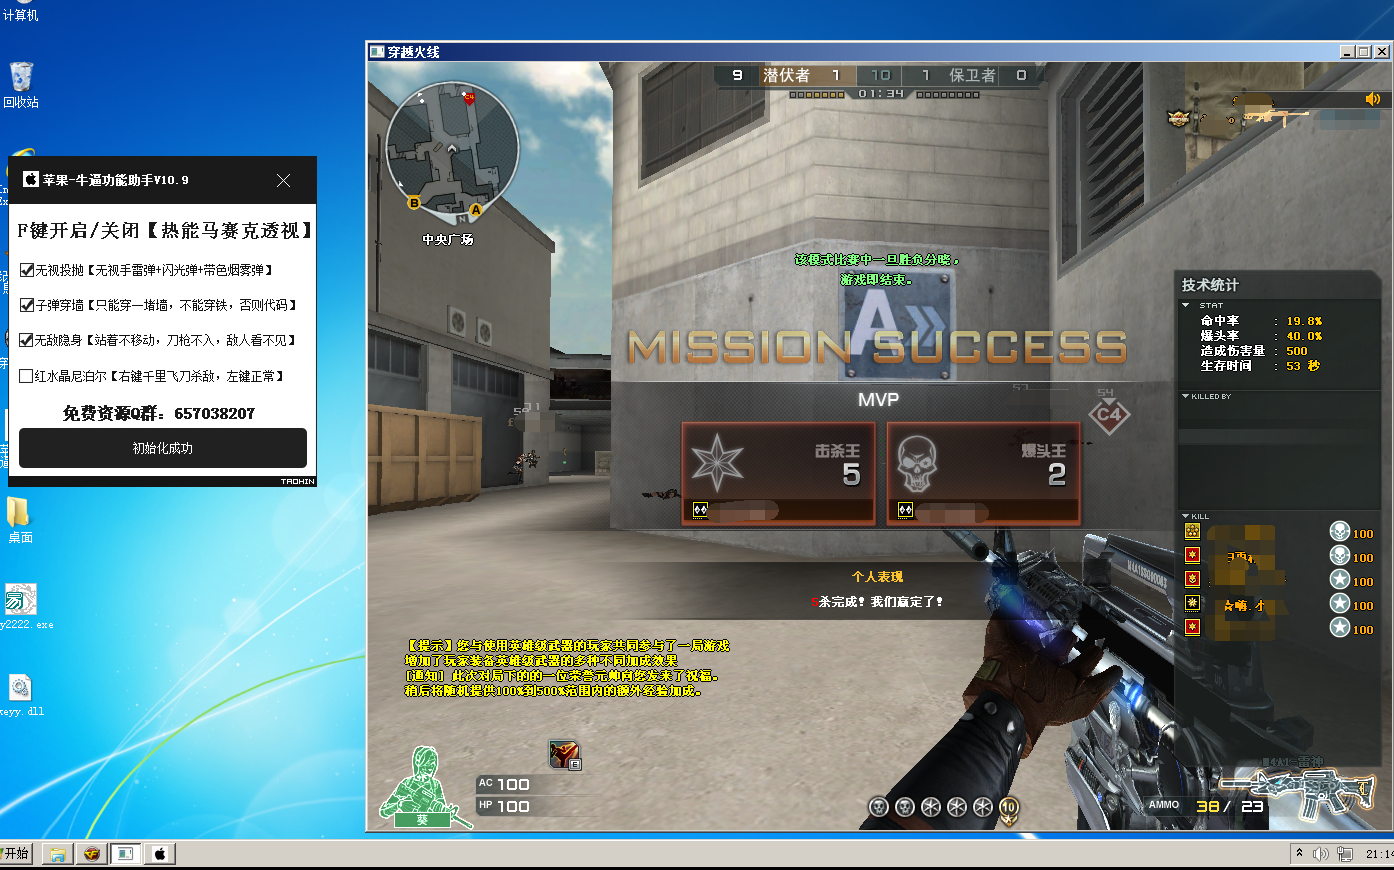 计算机
回收站
桌面
y2222.exe
xeyy.dll
苹果-牛逼功能助手V10.9
F键开启/关闭【热能马赛克透视】
无视投抛【无视手雷弹+闪光弹+带色烟雾弹】
子弹穿墙【只能穿一堵墙，不能穿铁，否则代码】
无敌隐身【站着不移动，刀枪不入，敌人看不见】
红水晶尼泊尔【右键千里飞刀杀敌，左键正常】
免费资源Q群：657038207
初始化成功
TAOHIN
穿越火线
9 潜伏者 1 10 1 保卫者 0
01:34
B
A
N
中央广场
该模式比赛中一旦胜负分晓，
游戏即结束。
A
MISSION SUCCESS
MVP
54
C4
击杀王
5
爆头王
2
个人表现
5杀完成！我们赢定了！
技术统计
STAT
命中率 : 19.8%
爆头率 : 40.0%
造成伤害量 : 500
生存时间 : 53 秒
KILLED BY
KILL
100
100
100
100
100
【提示】您与使用英雄级武器的玩家共同参与了一局游戏
增加了玩家装备英雄级武器的多种不同加成效果
[通知] 此次对局下的的一位荣誉元帅向您发来了祝福。
稍后将随机提供100%到500%范围内的额外经验加成。
E
AC 100
HP 100
葵
10
M4A1-雷神
AMMO 38 / 23
开始
21:14